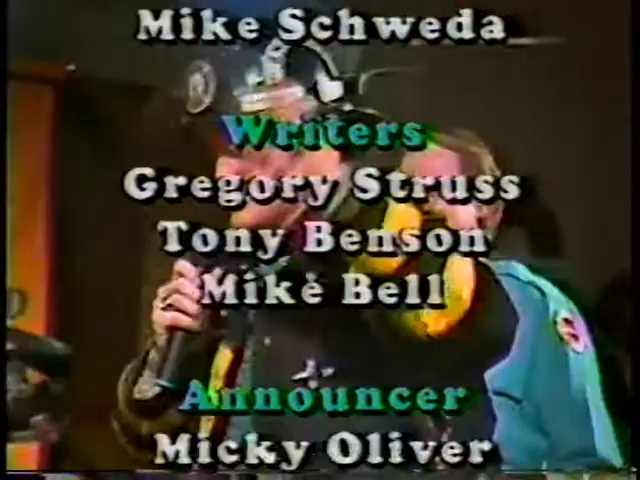 Mike Schweda
Writers
Gregory Struss
Tony Benson
Mike Bell
Announcer
Micky Oliver